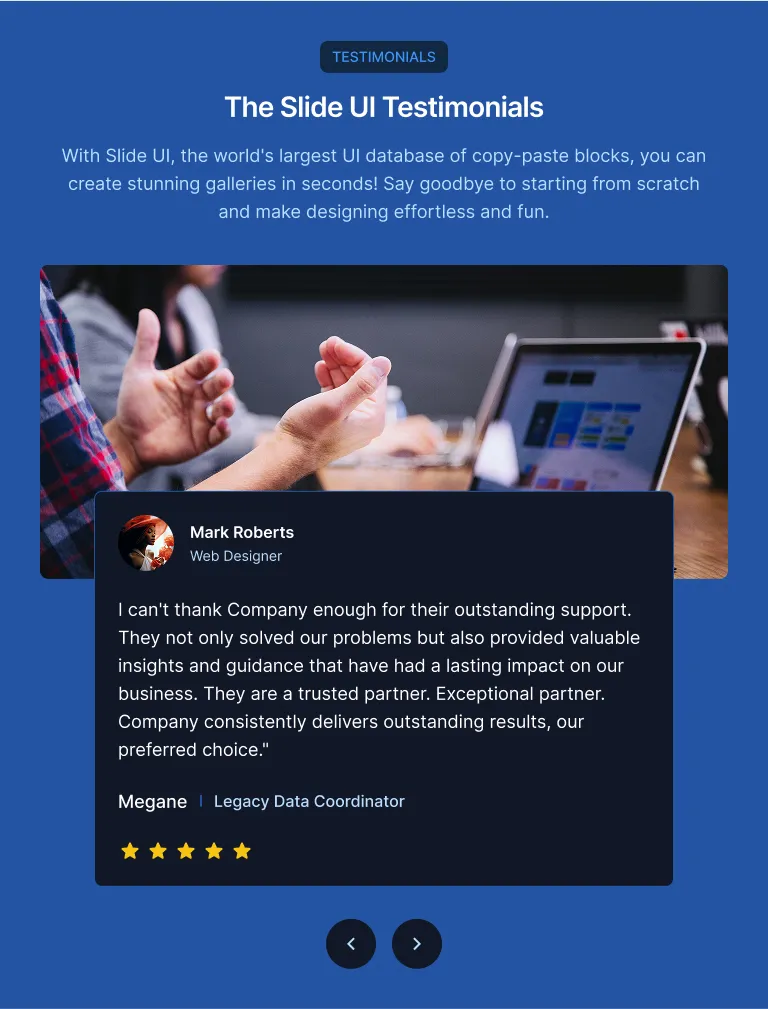 TESTIMONIALS
The Slide UI Testimonials
With Slide UI, the world's largest UI database of copy-paste blocks, you can
create stunning galleries in seconds! Say goodbye to starting from scratch
and make designing effortless and fun.
Mark Roberts
Web Designer
I can't thank Company enough for their outstanding support.
They not only solved our problems but also provided valuable
insights and guidance that have had a lasting impact on our
business. They are a trusted partner. Exceptional partner.
Company consistently delivers outstanding results, our
preferred choice."
Megane | Legacy Data Coordinator